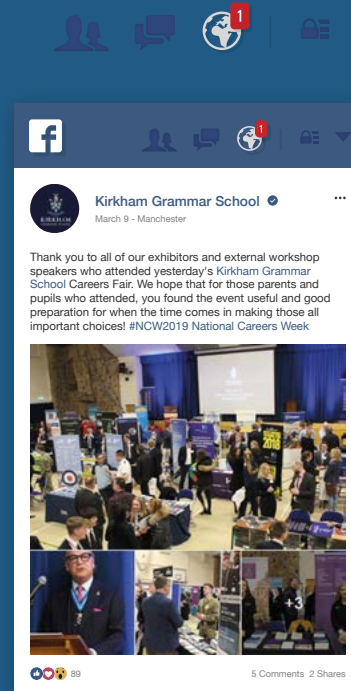 1
f
1
Kirkham Grammar School
March 9 - Manchester
Thank you to all of our exhibitors and external workshop
speakers who attended yesterday's Kirkham Grammar
School Careers Fair. We hope that for those parents and
pupils who attended, you found the event useful and good
preparation for when the time comes in making those all
important choices! #NCW2019 National Careers Week
2018
+3
89
5 Comments 2 Shares